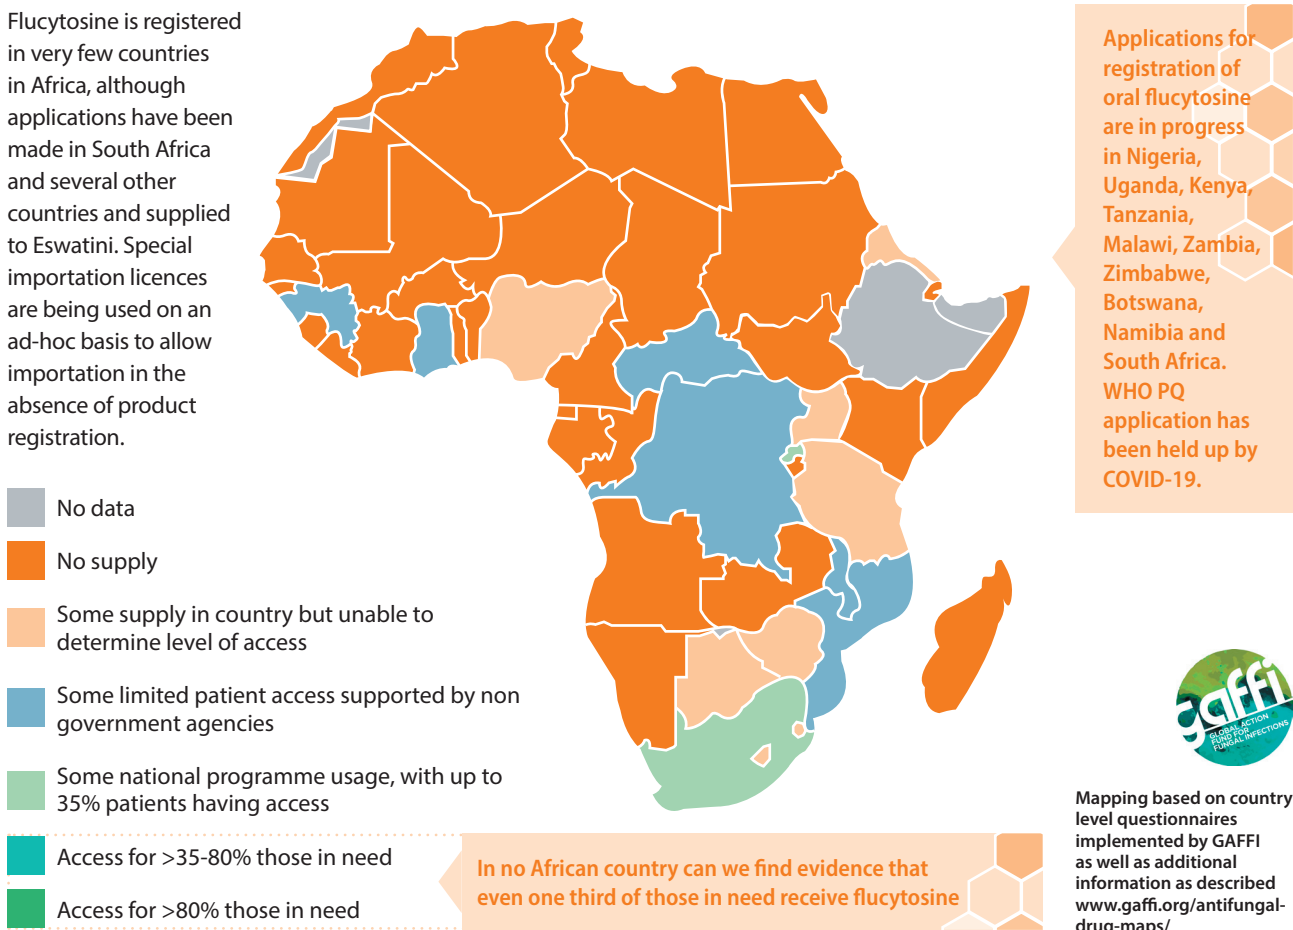 Flucytosine is registered
in very few countries
in Africa, although
applications have been
made in South Africa
and several other
countries and supplied
to Eswatini. Special
importation licences
are being used on an
ad-hoc basis to allow
importation in the
absence of product
registration.
No data
No supply
Some supply in country but unable to
determine level of access
Some limited patient access supported by non
government agencies
Some national programme usage, with up to
35% patients having access
Access for >35-80% those in need
Access for >80% those in need
In no African country can we find evidence that
even one third of those in need receive flucytosine
Applications for
registration of
oral flucytosine
are in progress
in Nigeria,
Uganda, Kenya,
Tanzania,
Malawi, Zambia,
Zimbabwe,
Botswana,
Namibia and
South Africa.
WHO PQ
application has
been held up by
COVID-19.
gaffi
GLOBAL ACTION
FUND FOR
FUNGAL INFECTIONS
Mapping based on country
level questionnaires
implemented by GAFFI
as well as additional
information as described
www.gaffi.org/antifungal-
drug-maps/